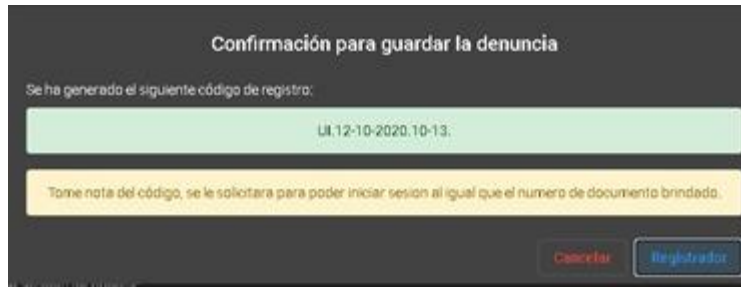 Confirmación para guardar la denuncia
Se ha generado el siguiente código de registro:
UI.12-10-2020.10-13.
Tome nota del código, se le solicitara para poder iniciar sesion al igual que el numero de documento brindado.
Cancelar Registrador